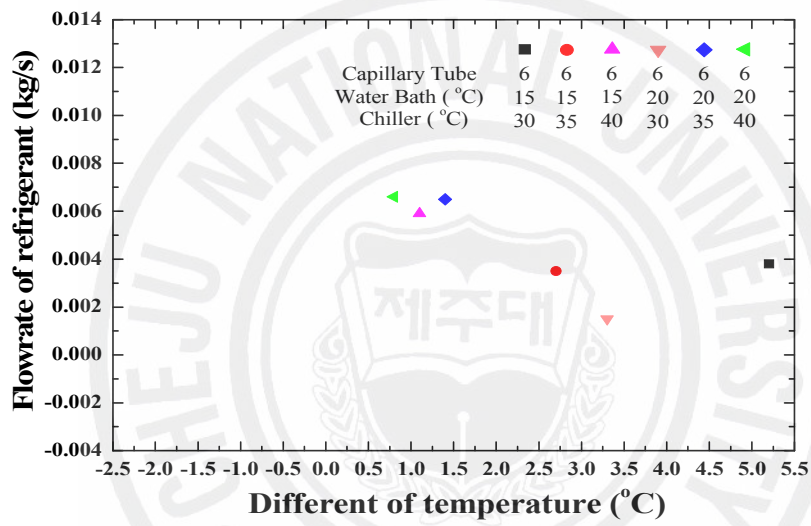 0.014
0.012
0.010
0.008
0.006
0.004
0.002
0.000
-0.002
-0.004
Flowrate of refrigerant (kg/s)
Capillary Tube 6 6 6 6 6 6
Water Bath ( °C) 15 15 15 20 20 20
Chiller ( °C) 30 35 40 30 35 40
CHEJU NATIONAL UNIVERSITY
제주대
-2.5 -2.0 -1.5 -1.0 -0.5 0.0 0.5 1.0 1.5 2.0 2.5 3.0 3.5 4.0 4.5 5.0 5.5
Different of temperature (°C)